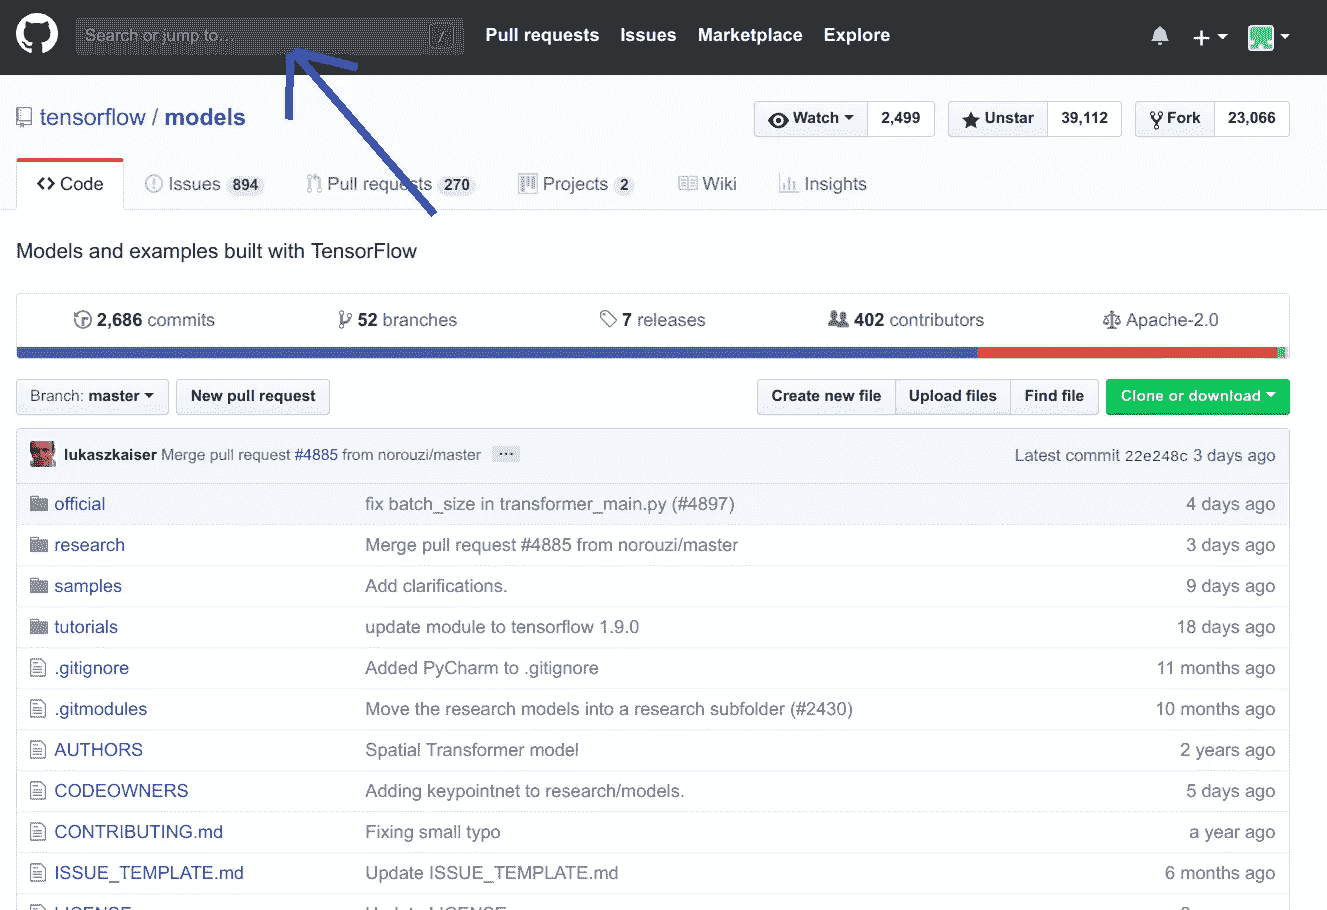 Search or jump to... / Pull requests Issues Marketplace Explore
tensorflow / models Watch 2,499 Unstar 39,112 Fork 23,066
Code Issues 894 Pull requests 270 Projects 2 Wiki Insights
Models and examples built with TensorFlow
2,686 commits 52 branches 7 releases 402 contributors Apache-2.0
Branch: master New pull request Create new file Upload files Find file Clone or download
lukaszkaiser Merge pull request #4885 from norouzi/master ... Latest commit 22e248c 3 days ago
official fix batch_size in transformer_main.py (#4897) 4 days ago
research Merge pull request #4885 from norouzi/master 3 days ago
samples Add clarifications. 9 days ago
tutorials update module to tensorflow 1.9.0 18 days ago
.gitignore Added PyCharm to .gitignore 11 months ago
.gitmodules Move the research models into a research subfolder (#2430) 10 months ago
AUTHORS Spatial Transformer model 2 years ago
CODEOWNERS Adding keypointnet to research/models. 5 days ago
CONTRIBUTING.md Fixing small typo a year ago
ISSUE_TEMPLATE.md Update ISSUE_TEMPLATE.md 6 months ago
LICENSE Update LICENSE